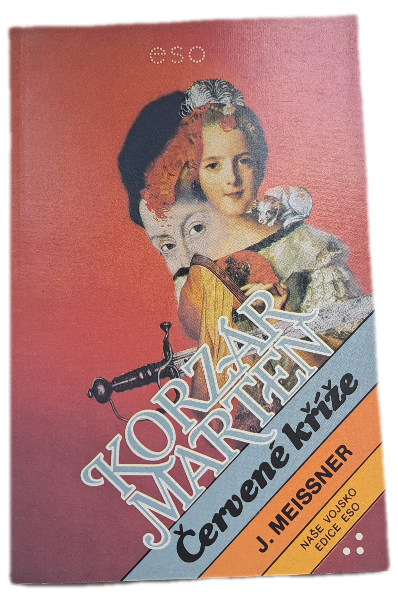 eso
KORZÁR
MARTEN
Červené kříže
J. MEISSNER
NAŠE VOJSKO
EDICE ESO